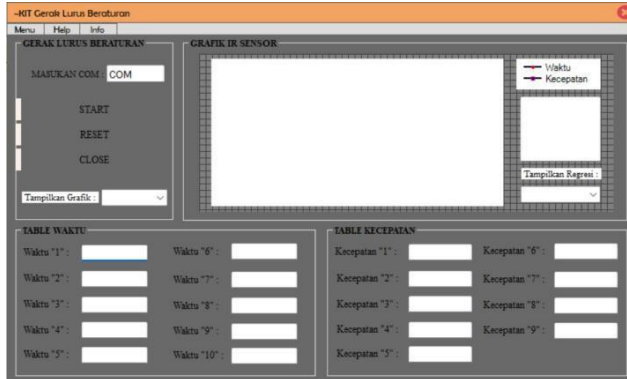 --KIT Gerak Lurus Beraturan
Menu Help Info
GERAK LURUS BERATURAN
MASUKAN COM : COM
START
RESET
CLOSE
Tampilkan Grafik :
GRAFIK IR SENSOR
Waktu
Kecepatan
Tampilkan Regresi :
TABLE WAKTU
Waktu "1" :
Waktu "2" :
Waktu "3" :
Waktu "4" :
Waktu "5" :
Waktu "6" :
Waktu "7" :
Waktu "8" :
Waktu "9" :
Waktu "10" :
TABLE KECEPATAN
Kecepatan "1" :
Kecepatan "2" :
Kecepatan "3" :
Kecepatan "4" :
Kecepatan "5" :
Kecepatan "6" :
Kecepatan "7" :
Kecepatan "8" :
Kecepatan "9" :